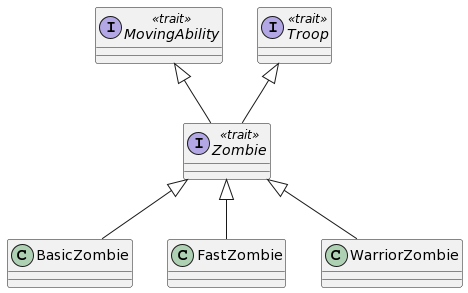 I «trait» MovingAbility
I «trait» Troop
I «trait» Zombie
C BasicZombie
C FastZombie
C WarriorZombie